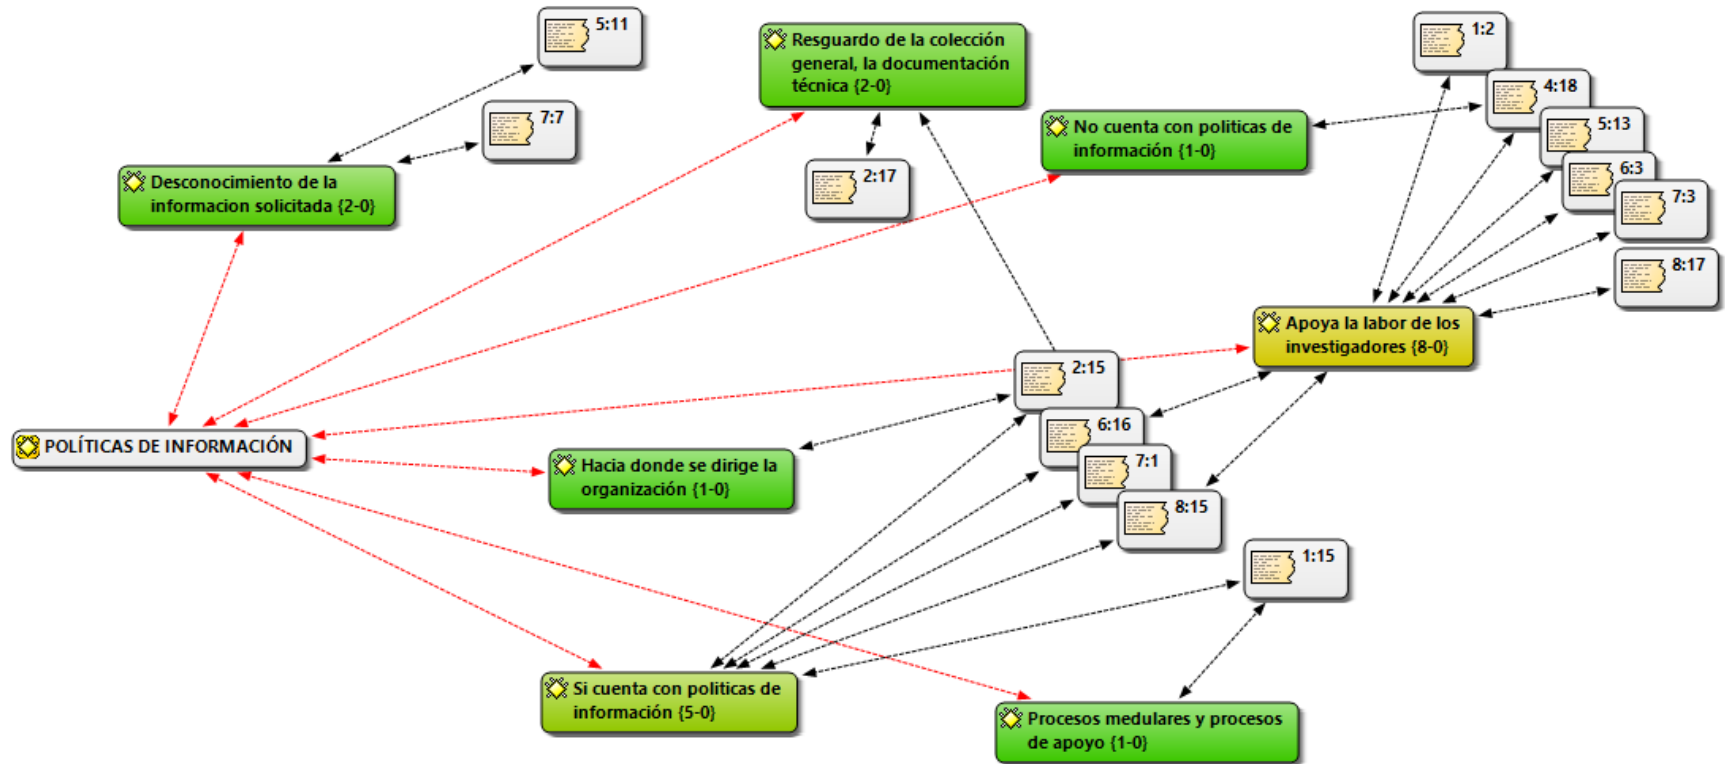 5:11
7:7
Desconocimiento de la
informacion solicitada {2-0}
Resguardo de la colección
general, la documentación
técnica {2-0}
2:17
No cuenta con politicas de
información {1-0}
1:2
4:18
5:13
6:3
7:3
8:17
Apoya la labor de los
investigadores {8-0}
POLÍTICAS DE INFORMACIÓN
Hacia donde se dirige la
organización {1-0}
2:15
6:16
7:1
8:15
1:15
Si cuenta con politicas de
información {5-0}
Procesos medulares y procesos
de apoyo {1-0}